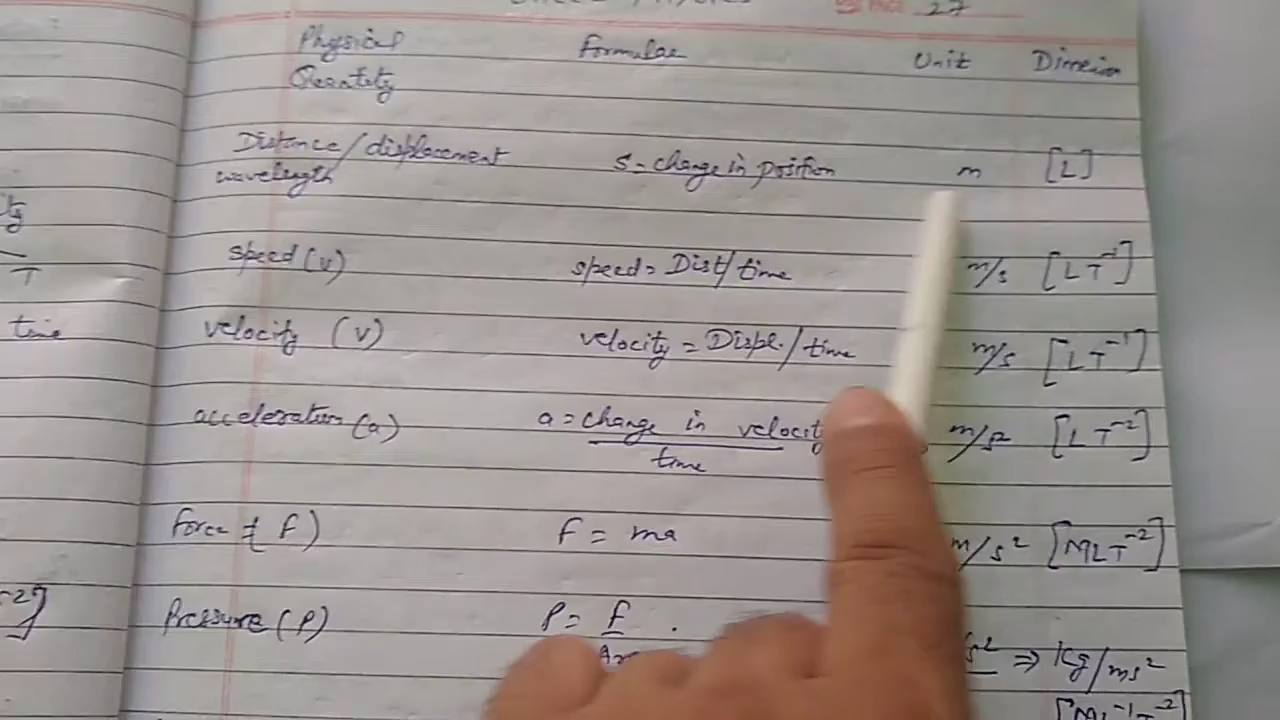 PAGE 27
Physical Formulae Unit Dimension
Quantity
Distance/displacement s = change in position m [L]
wavelength
speed (v) speed = Dist/time m/s [LT⁻¹]
velocity (v) velocity = Displ./time m/s [LT⁻¹]
time
acceleration (a) a = change in velocity m/s² [LT⁻²]
time
Force (F) F = ma m/s² [MLT⁻²]
Pressure (P) P = F
⇒ Kg/ms²